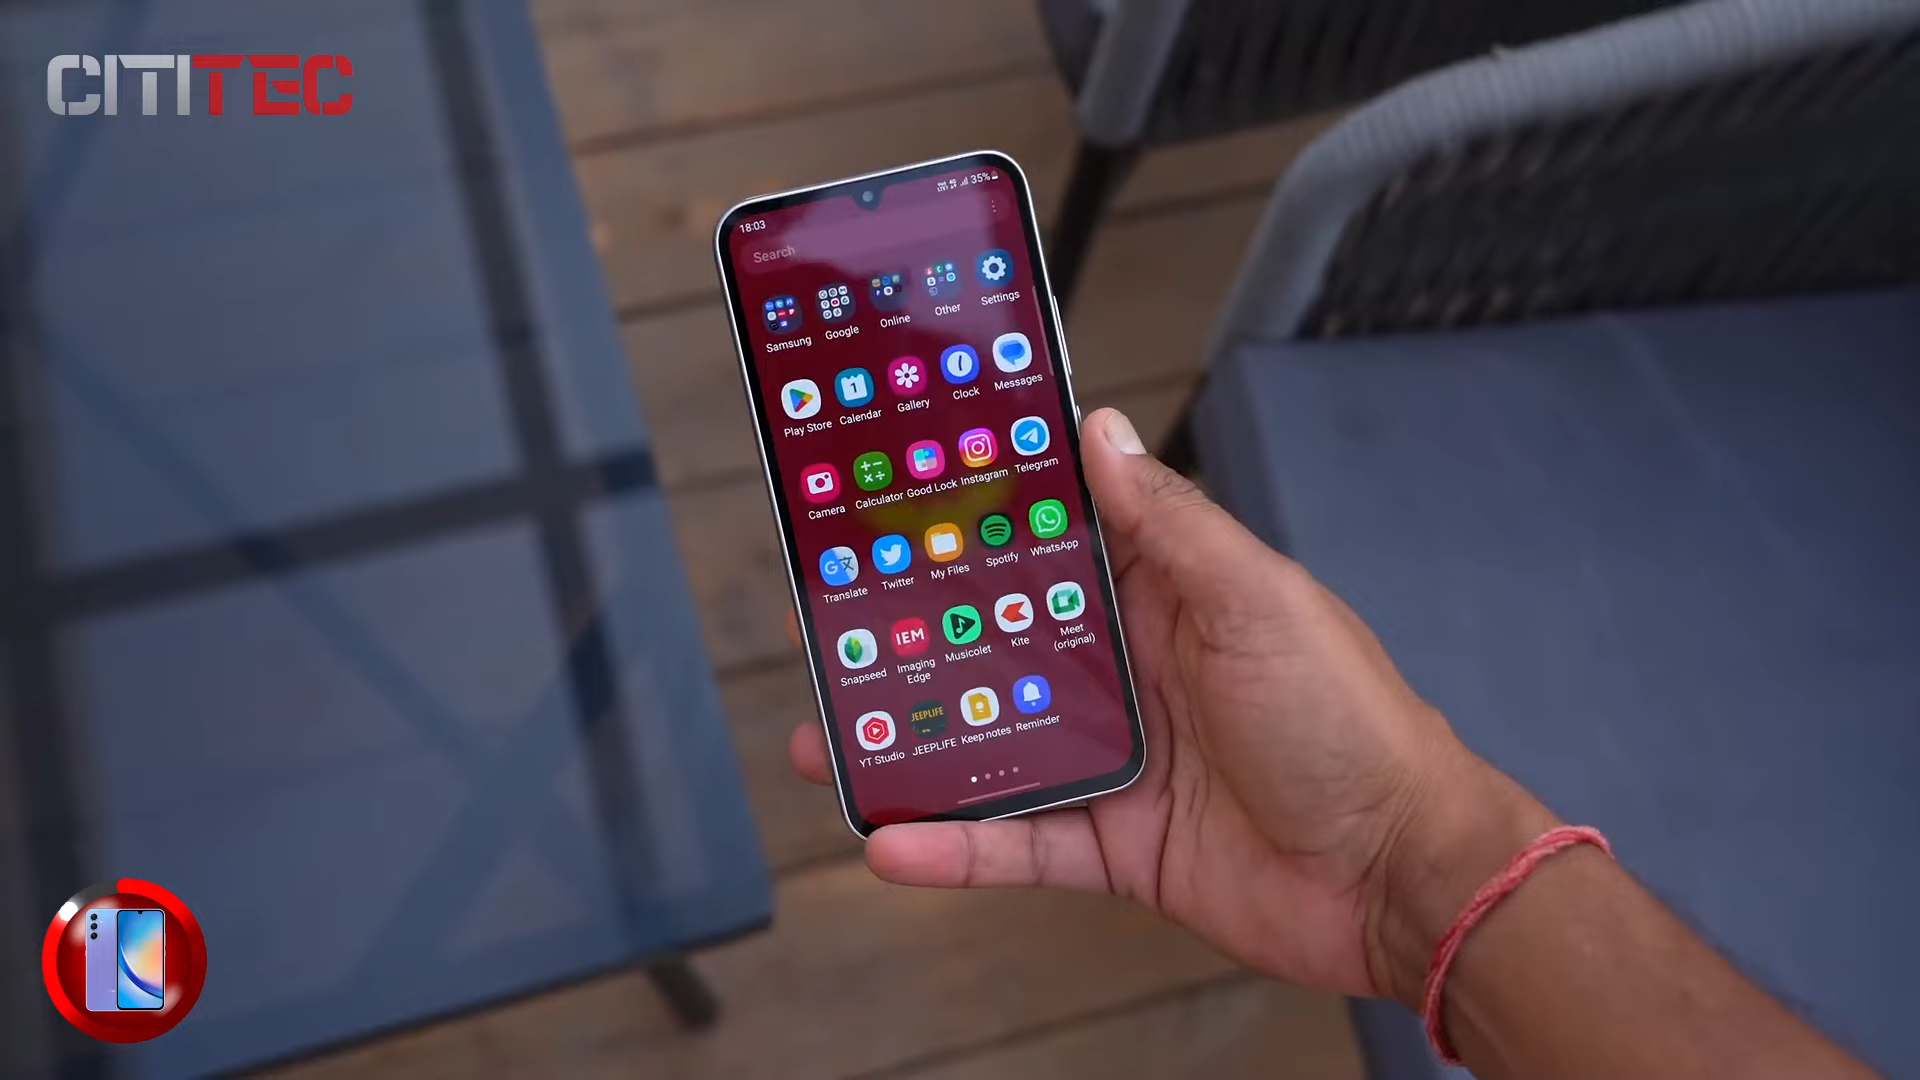 CITITEC
18:03
35%
Search
Samsung Google Online Other Settings
Play Store Calendar Gallery Clock Messages
Camera Calculator Good Lock Instagram Telegram
Translate Twitter My Files Spotify WhatsApp
IEM
Snapseed Imaging Edge Musicolet Kite Meet (original)
JEEPLIFE
YT Studio JEEPLIFE Keep notes Reminder